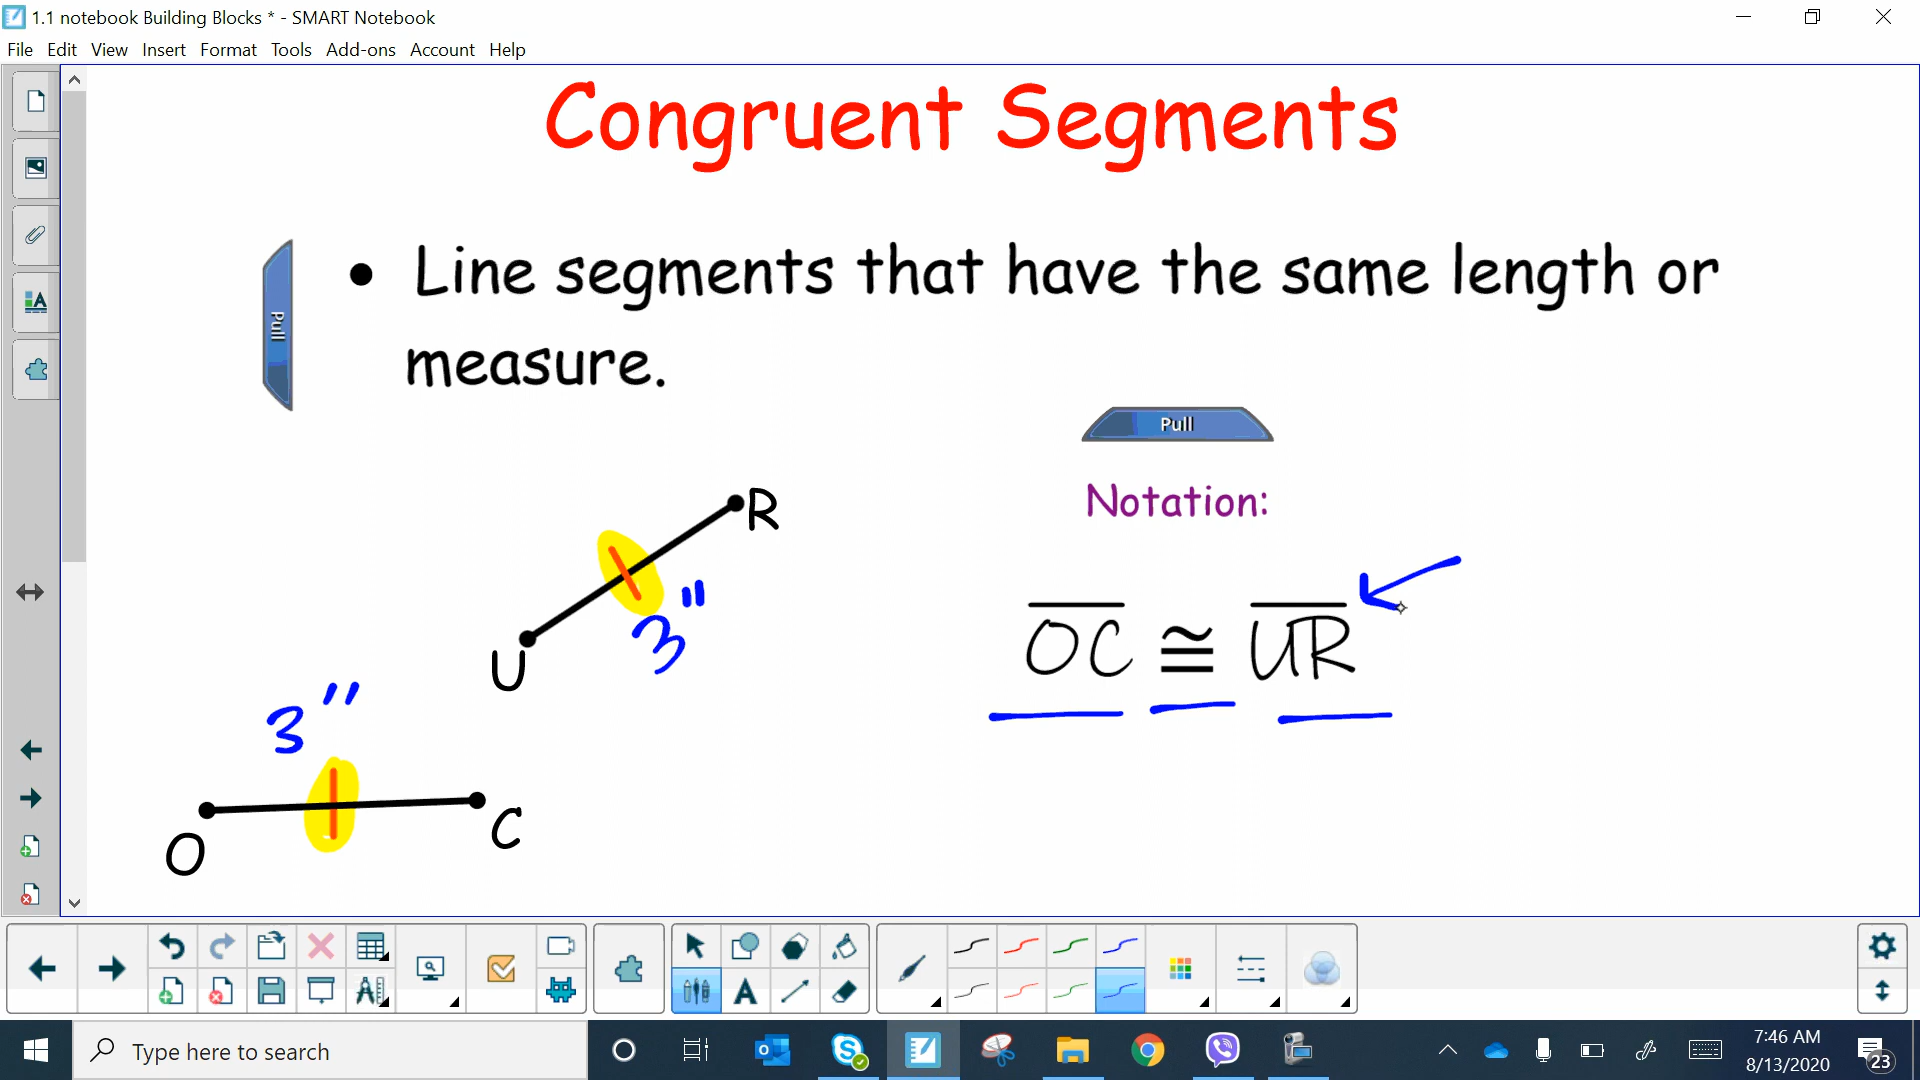 1.1 notebook Building Blocks * - SMART Notebook
File Edit View Insert Format Tools Add-ons Account Help
Congruent Segments
Pull
• Line segments that have the same length or
measure.
Pull
Notation:
R
U
3"
OC ≅ UR
3"
O
C
Type here to search
7:46 AM
8/13/2020
23